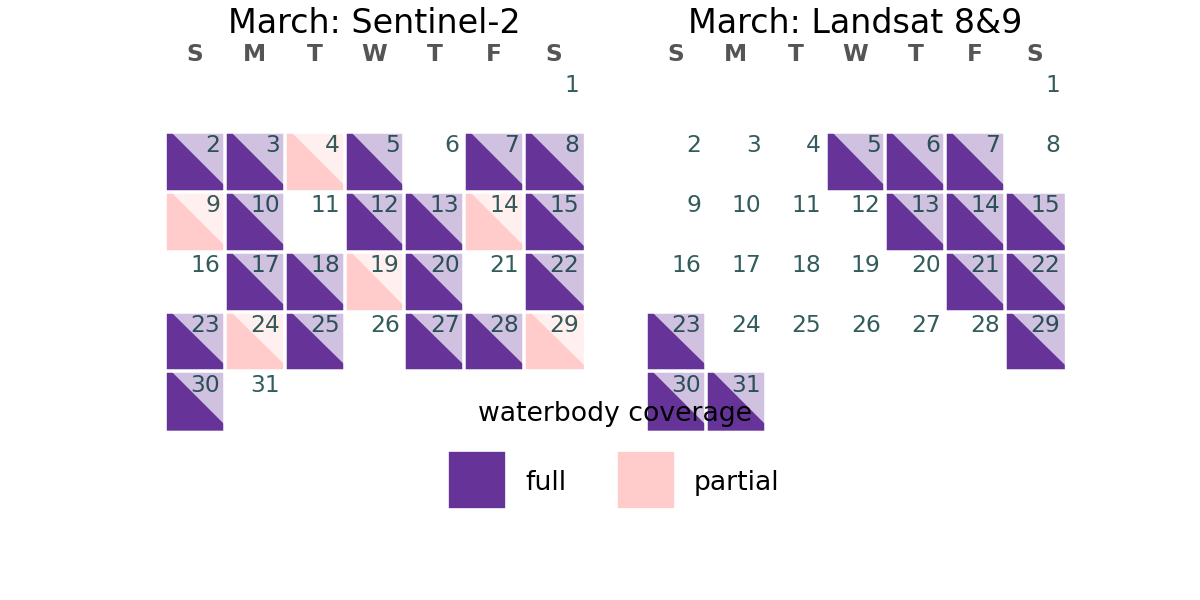 March: Sentinel-2
S M T W T F S
1
2 3 4 5 6 7 8
9 10 11 12 13 14 15
16 17 18 19 20 21 22
23 24 25 26 27 28 29
30 31
March: Landsat 8&9
S M T W T F S
1
2 3 4 5 6 7 8
9 10 11 12 13 14 15
16 17 18 19 20 21 22
23 24 25 26 27 28 29
30 31
waterbody coverage
full partial